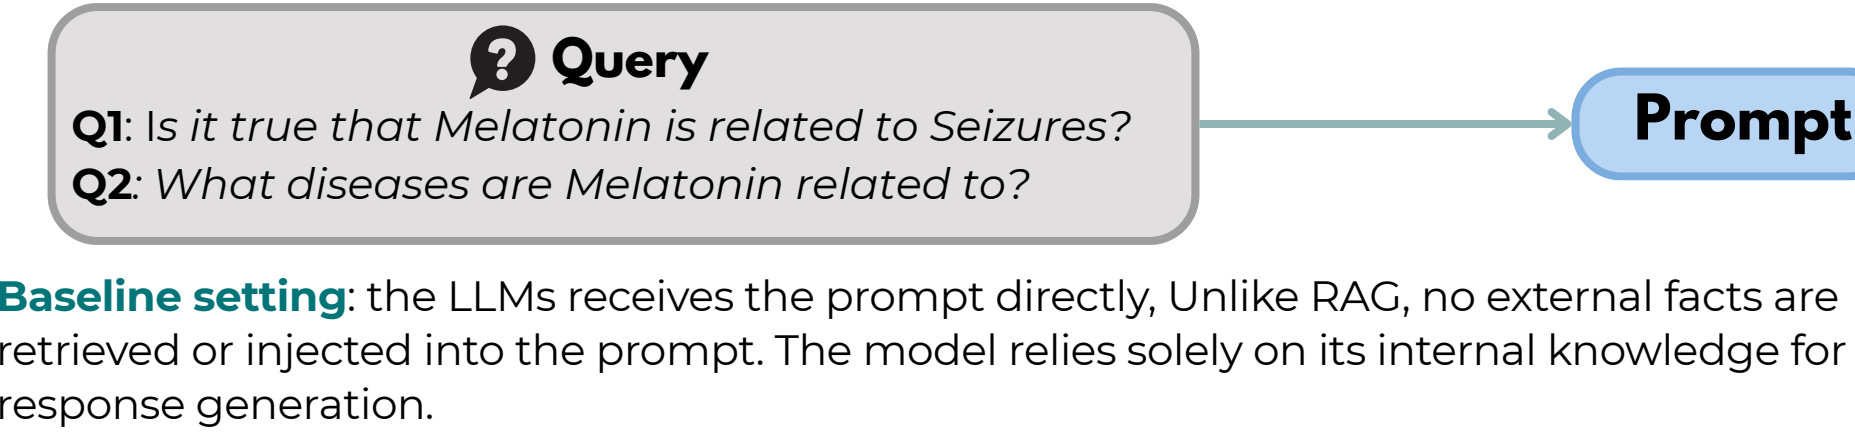 Query
Q1: Is it true that Melatonin is related to Seizures?
Q2: What diseases are Melatonin related to?
Prompt
Baseline setting: the LLMs receives the prompt directly, Unlike RAG, no external facts are
retrieved or injected into the prompt. The model relies solely on its internal knowledge for
response generation.